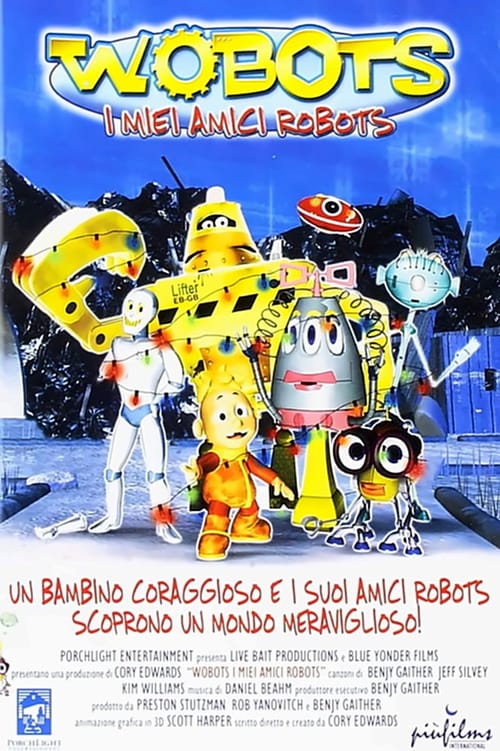 WOBOTS
I MIEI AMICI ROBOTS
Lifter
EB-GB
UN BAMBINO CORAGGIOSO E I SUOI AMICI ROBOTS
SCOPRONO UN MONDO MERAVIGLIOSO!
PORCHLIGHT ENTERTAINMENT presenta LIVE BAIT PRODUCTIONS e BLUE YONDER FILMS
presentano una produzione di CORY EDWARDS "WOBOTS I MIEI AMICI ROBOTS" canzoni di BENJY GAITHER JEFF SILVEY
KIM WILLIAMS musica di DANIEL BEAHM produttore esecutivo BENJY GAITHER
prodotto da PRESTON STUTZMAN ROB YANOVITCH e BENJY GAITHER
animazione grafica in 3D SCOTT HARPER scritto diretto e creato da CORY EDWARDS
PORCHLIGHT
ENTERTAINMENT
piùfilms
INTERNATIONAL